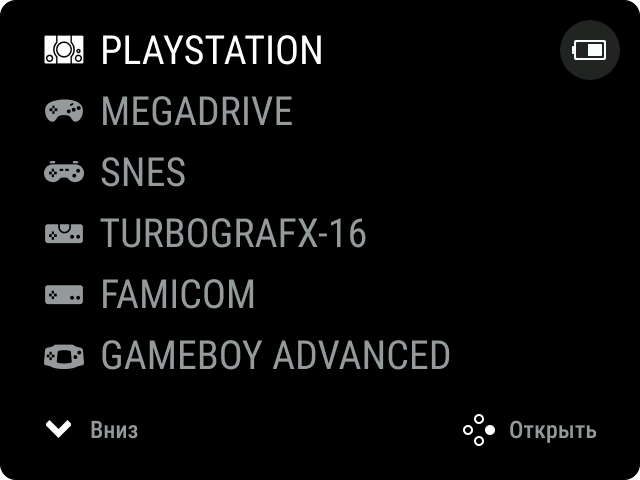 PLAYSTATION
MEGADRIVE
SNES
TURBOGRAFX-16
FAMICOM
GAMEBOY ADVANCED
Вниз
Открыть